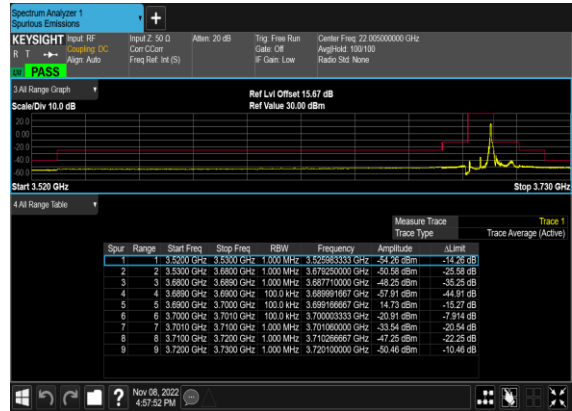 Spectrum Analyzer 1
Spurious Emissions
KEYSIGHT
R T
PASS
Input: RF
Coupling: DC
Align: Auto
Input Z: 50 Ω
Corr CCorr
Freq Ref: Int (S)
Atten: 20 dB
Trig: Free Run
Gate: Off
IF Gain: Low
Center Freq: 22.005000000 GHz
Avg|Hold: 100/100
Radio Std: None
3 All Range Graph
Scale/Div 10.0 dB
Ref Lvl Offset 15.67 dB
Ref Value 30.00 dBm
20.0
0.00
-20.0
-40.0
-60.0
Start 3.520 GHz
Stop 3.730 GHz
4 All Range Table
Measure Trace Trace 1
Trace Type Trace Average (Active)
Spur Range Start Freq Stop Freq RBW Frequency Amplitude ΔLimit
1 1 3.5200 GHz 3.5300 GHz 1.000 MHz 3.525983333 GHz -54.26 dBm -14.26 dB
2 2 3.5300 GHz 3.6800 GHz 1.000 MHz 3.679250000 GHz -50.58 dBm -25.58 dB
3 3 3.6800 GHz 3.6890 GHz 1.000 MHz 3.687710000 GHz -48.25 dBm -35.25 dB
4 4 3.6890 GHz 3.6900 GHz 100.0 kHz 3.689991667 GHz -57.91 dBm -44.91 dB
5 5 3.6900 GHz 3.7000 GHz 100.0 kHz 3.699166667 GHz 14.73 dBm -15.27 dB
6 6 3.7000 GHz 3.7010 GHz 100.0 kHz 3.700003333 GHz -20.91 dBm -7.914 dB
7 7 3.7010 GHz 3.7100 GHz 1.000 MHz 3.701060000 GHz -33.54 dBm -20.54 dB
8 8 3.7100 GHz 3.7200 GHz 1.000 MHz 3.710266667 GHz -47.25 dBm -22.25 dB
9 9 3.7200 GHz 3.7300 GHz 1.000 MHz 3.720100000 GHz -50.46 dBm -10.46 dB
Nov 08, 2022
4:57:52 PM